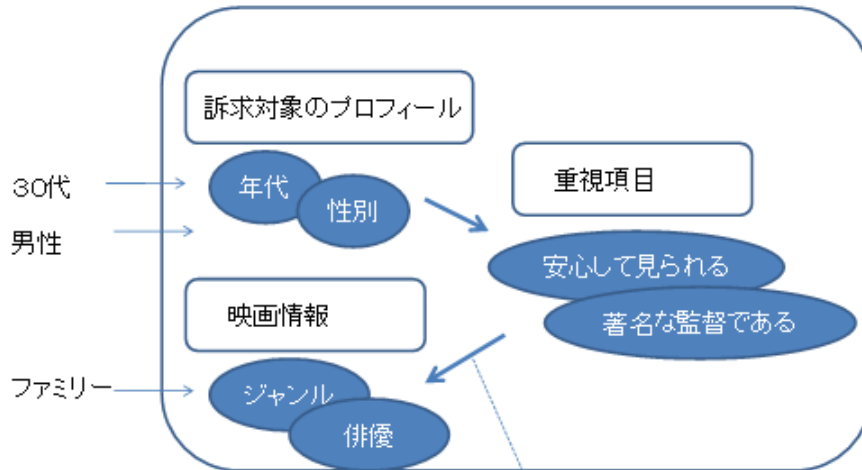 訴求対象のプロフィール
30代
年代
性別
男性
重視項目
安心して見られる
著名な監督である
映画情報
ファミリー
ジャンル
俳優